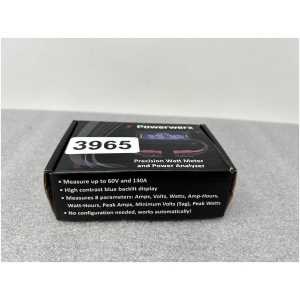 Powerwerx
3965
Precision Watt Meter
and Power Analyzer
• Measure up to 60V and 130A
• High contrast blue backlit display
• Measures 8 parameters: Amps, Volts, Watts, Amp-Hours,
Watt-Hours, Peak Amps, Minimum Volts (Sag), Peak Watts
• No configuration needed, works automatically!